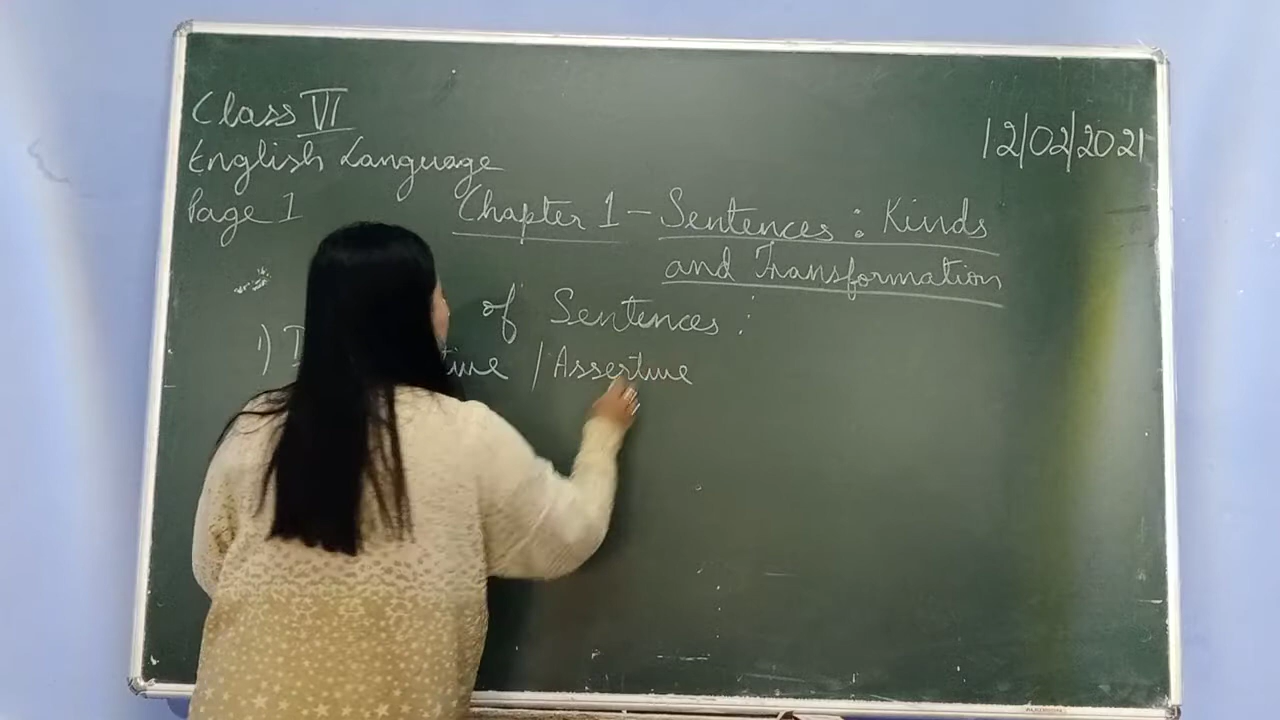 Class VI
12/02/2021
English Language
Page 1
Chapter 1 - Sentences : Kinds
and Transformation
of Sentences :
1) / Assertive